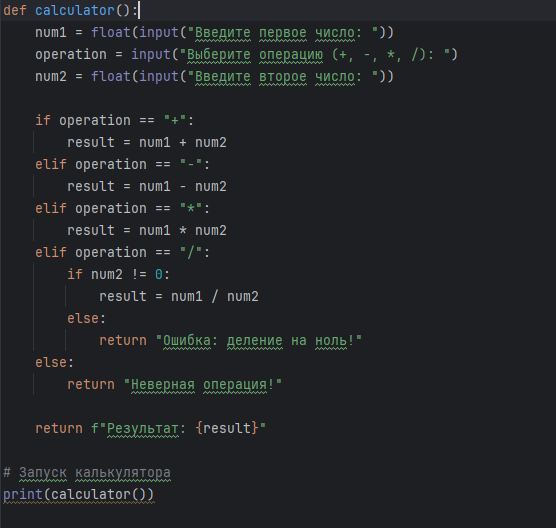 def calculator():
    num1 = float(input("Введите первое число: "))
    operation = input("Выберите операцию (+, -, *, /): ")
    num2 = float(input("Введите второе число: "))

    if operation == "+":
        result = num1 + num2
    elif operation == "-":
        result = num1 - num2
    elif operation == "*":
        result = num1 * num2
    elif operation == "/":
        if num2 != 0:
            result = num1 / num2
        else:
            return "Ошибка: деление на ноль!"
    else:
        return "Неверная операция!"

    return f"Результат: {result}"

# Запуск калькулятора
print(calculator())